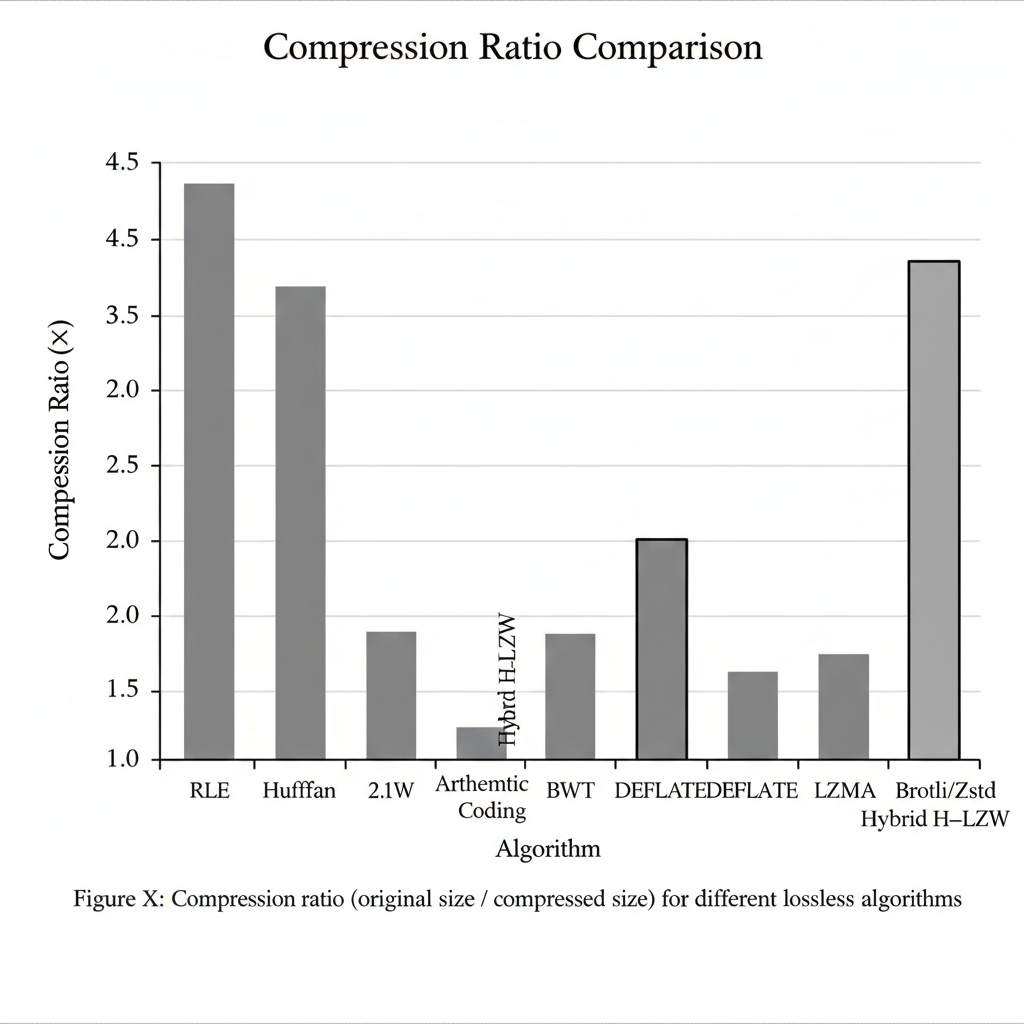 Compression Ratio Comparison
4.5
4.5
3.5
2.0
2.5
2.0
2.0
1.5
1.0
Compession Raio (×)
Hybrd H-LZW
RLE
Hufffan
2.1W
Arthemtic
Coding
BWT
DEFLATE
DEFLATE
LZMA
Brotli/Zstd
Hybrid H–LZW
Algorithm
Figure X: Compression ratio (original size / compressed size) for different lossless algorithms